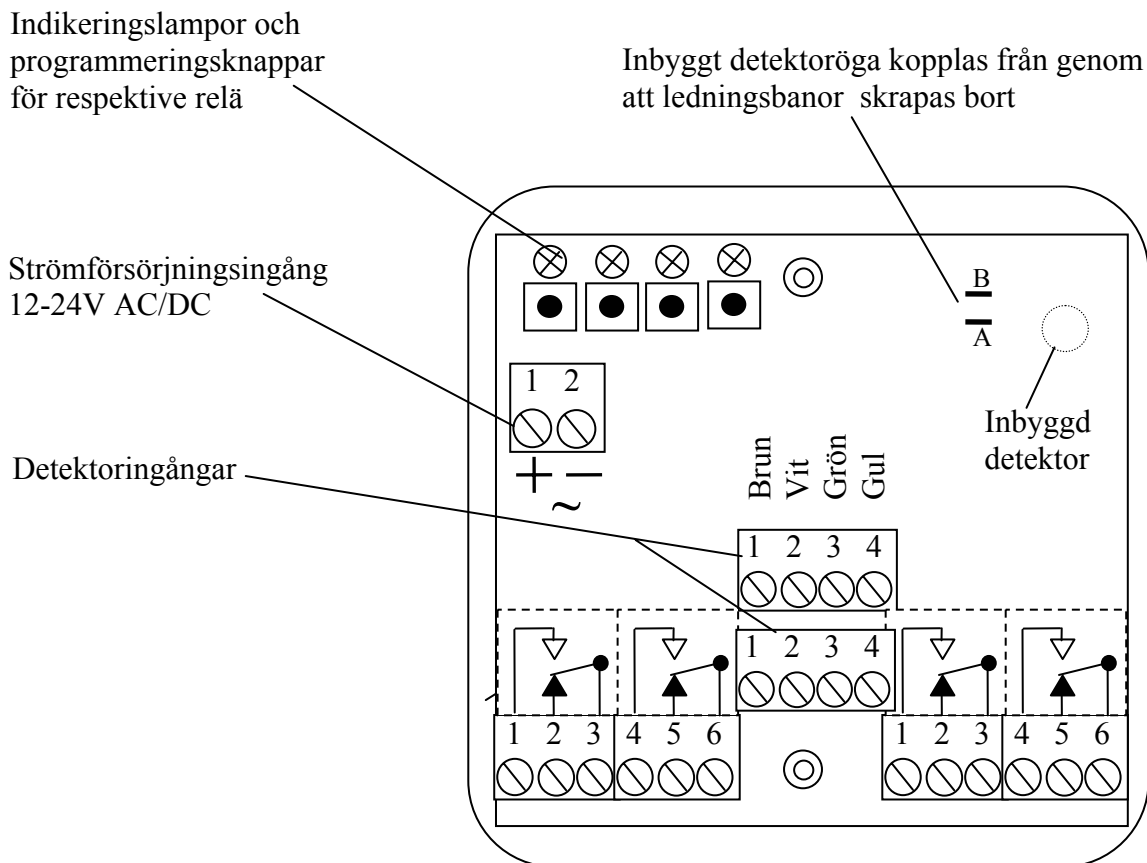 Indikeringslampor och
programmeringsknappar
för respektive relä
Inbyggt detektoröga kopplas från genom
att ledningsbanor skrapas bort
Strömförsörjningsingång
12-24V AC/DC
B
A
1 2
+ −
~
Inbyggd
detektor
Detektoringångar
Brun
Vit
Grön
Gul
1 2 3 4
1 2 3 4
1 2 3 4 5 6
1 2 3 4 5 6